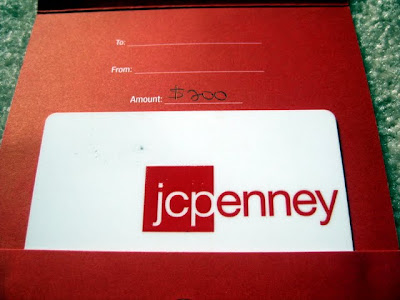 To:
From:
Amount: $200
jcpenney